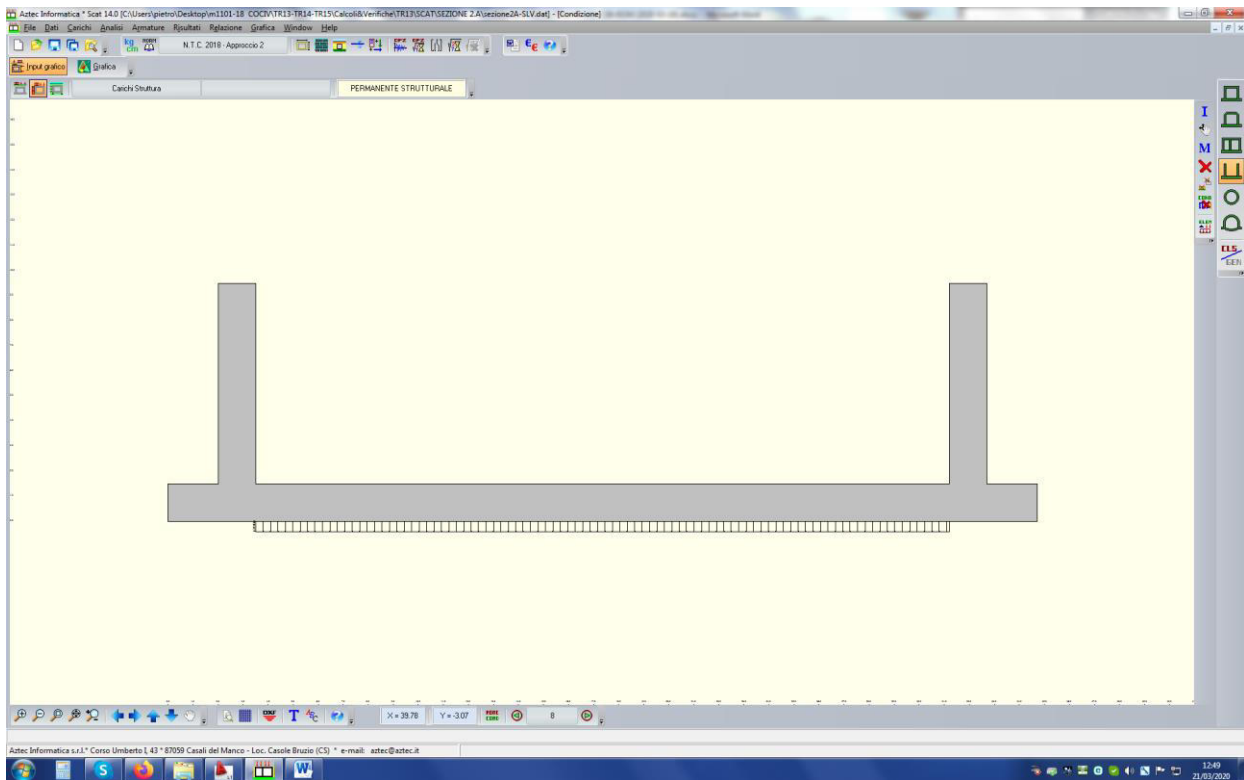 Aztec Informatica * Scat 14.0 [C:\Users\pietro\Desktop\m1101-18 COCIV\TR13-TR14-TR15\Calcoli&Verifiche\TR13\SCAT\SEZIONE 2.A\sezione2A-SLV.dat] - [Condizione]
File Dati Carichi Analisi Armature Risultati Relazione Grafica Window Help
kg cm N.T.C. 2018 - Approccio 2
Input grafico Grafica
Carichi Struttura PERMANENTE STRUTTURALE
I
M
CLS
X = 39.78 Y = -3.07 8
Aztec Informatica s.r.l.* Corso Umberto I, 43 * 87059 Casali del Manco - Loc. Casole Bruzio (CS) * e-mail: aztec@aztec.it
12:49
21/03/2020